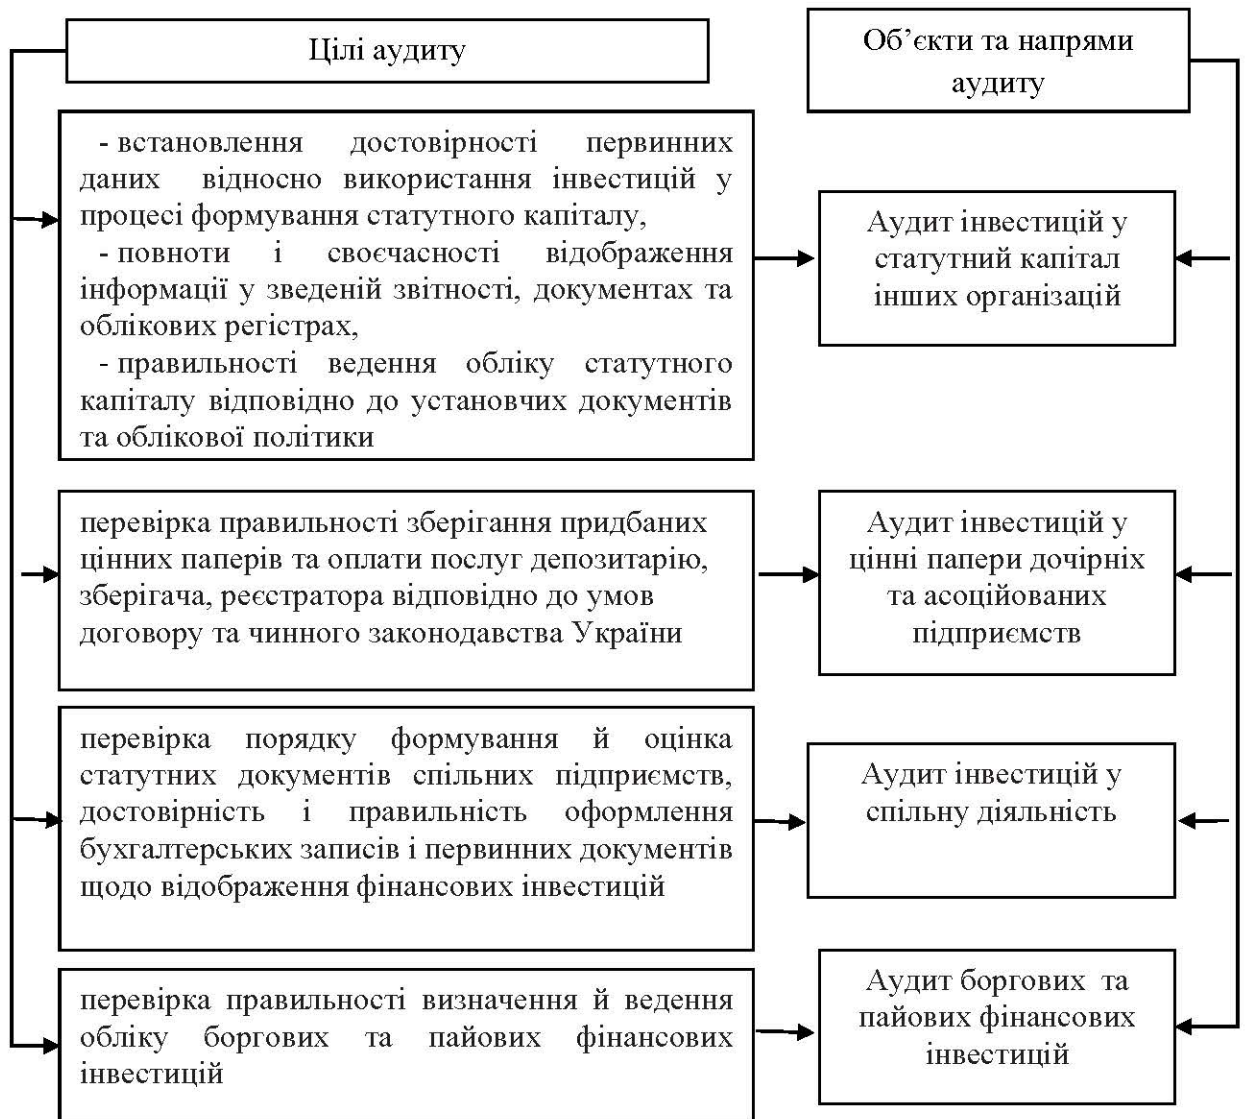 Цілі аудиту
Об’єкти та напрями
аудиту
- встановлення достовірності первинних
даних відносно використання інвестицій у
процесі формування статутного капіталу,
- повноти і своєчасності відображення
інформації у зведеній звітності, документах та
облікових регістрах,
- правильності ведення обліку статутного
капіталу відповідно до установчих документів
та облікової політики
Аудит інвестицій у
статутний капітал
інших організацій
перевірка правильності зберігання придбаних
цінних паперів та оплати послуг депозитарію,
зберігача, реєстратора відповідно до умов
договору та чинного законодавства України
Аудит інвестицій у
цінні папери дочірніх
та асоційованих
підприємств
перевірка порядку формування й оцінка
статутних документів спільних підприємств,
достовірність і правильність оформлення
бухгалтерських записів і первинних документів
щодо відображення фінансових інвестицій
Аудит інвестицій у
спільну діяльність
перевірка правильності визначення й ведення
обліку боргових та пайових фінансових
інвестицій
Аудит боргових та
пайових фінансових
інвестицій